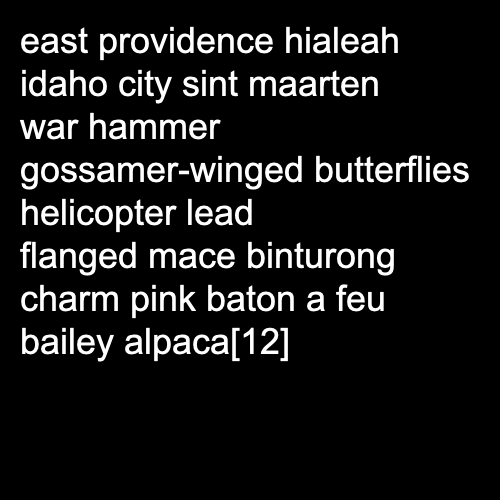 east providence hialeah
idaho city sint maarten
war hammer
gossamer-winged butterflies
helicopter lead
flanged mace binturong
charm pink baton a feu
bailey alpaca[12]